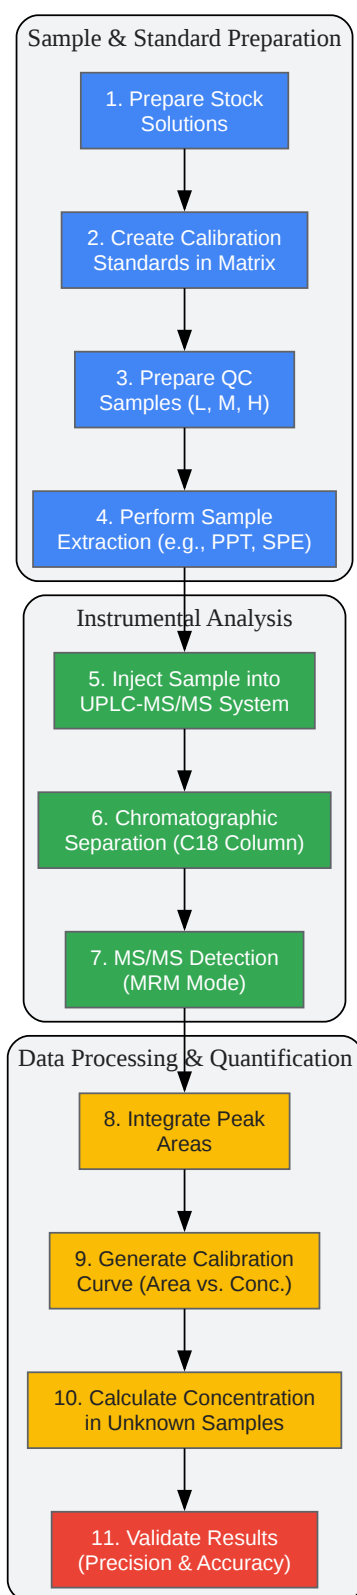 Sample & Standard Preparation
1. Prepare Stock
Solutions
2. Create Calibration
Standards in Matrix
3. Prepare QC
Samples (L, M, H)
4. Perform Sample
Extraction (e.g., PPT, SPE)
Instrumental Analysis
5. Inject Sample into
UPLC-MS/MS System
6. Chromatographic
Separation (C18 Column)
7. MS/MS Detection
(MRM Mode)
Data Processing & Quantification
8. Integrate Peak
Areas
9. Generate Calibration
Curve (Area vs. Conc.)
10. Calculate Concentration
in Unknown Samples
11. Validate Results
(Precision & Accuracy)